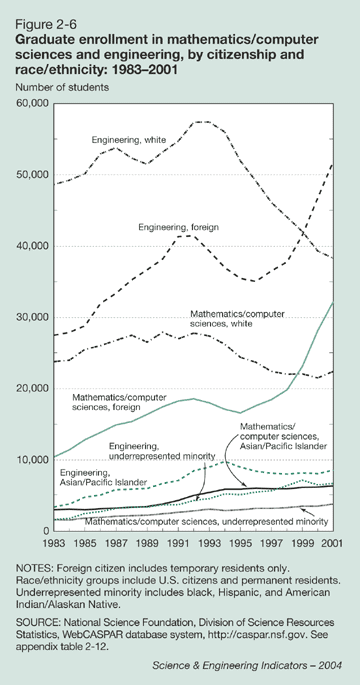 Figure 2-6
Graduate enrollment in mathematics/computer
sciences and engineering, by citizenship and
race/ethnicity: 1983–2001
Number of students
60,000
Engineering, white
50,000
Engineering, foreign
40,000
Mathematics/computer
sciences, white
30,000
20,000
Mathematics/computer
sciences, foreign
Mathematics/
computer sciences,
Asian/Pacific Islander
Engineering,
underrepresented minority
10,000
Engineering,
Asian/Pacific Islander
Mathematics/computer sciences, underrepresented minority
0
1983 1985 1987 1989 1991 1993 1995 1997 1999 2001
NOTES: Foreign citizen includes temporary residents only.
Race/ethnicity groups include U.S. citizens and permanent residents.
Underrepresented minority includes black, Hispanic, and American
Indian/Alaskan Native.
SOURCE: National Science Foundation, Division of Science Resources
Statistics, WebCASPAR database system, http://caspar.nsf.gov. See
appendix table 2-12.
Science & Engineering Indicators – 2004